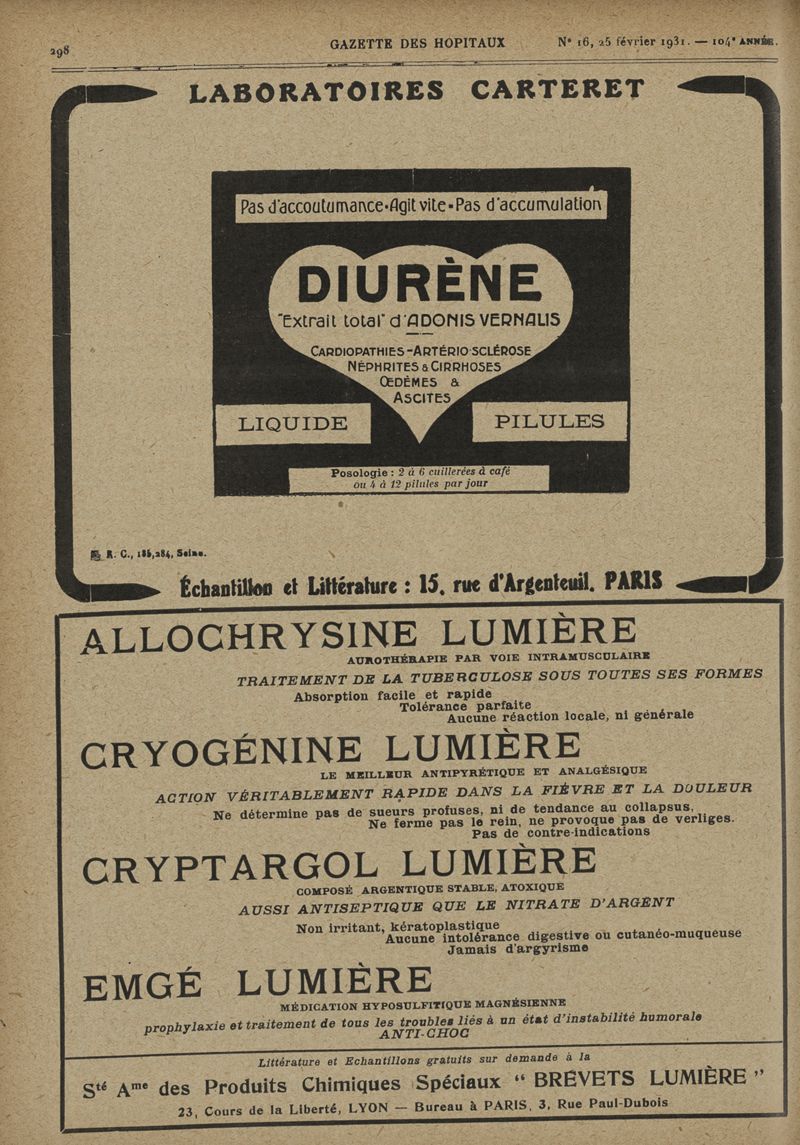 298
GAZETTE DES HOPITAUX
N° 16, 25 février 1931. — 104e ANNÉE.
LABORATOIRES CARTERET
Pas d'accoutumance•Agit vite•Pas d'accumulation
DIURÈNE
"Extrait total" d'ADONIS VERNALIS
CARDIOPATHIES-ARTÉRIO-SCLÉROSE
NÉPHRITES & CIRRHOSES
ŒDÈMES &
ASCITES
LIQUIDE
PILULES
Posologie : 2 à 6 cuillerées à café
ou 4 à 12 pilules par jour
R. C., 185,284, Seine.
Échantillon et Littérature : 15, rue d'Argenteuil. PARIS
ALLOCHRYSINE LUMIÈRE
AUROTHÉRAPIE PAR VOIE INTRAMUSCULAIRE
TRAITEMENT DE LA TUBERCULOSE SOUS TOUTES SES FORMES
Absorption facile et rapide
Tolérance parfaite
Aucune réaction locale, ni générale
CRYOGÉNINE LUMIÈRE
LE MEILLEUR ANTIPYRÉTIQUE ET ANALGÉSIQUE
ACTION VÉRITABLEMENT RAPIDE DANS LA FIÈVRE ET LA DOULEUR
Ne détermine pas de sueurs profuses, ni de tendance au collapsus,
Ne ferme pas le rein, ne provoque pas de verliges.
Pas de contre-indications
CRYPTARGOL LUMIÈRE
COMPOSÉ ARGENTIQUE STABLE, ATOXIQUE
AUSSI ANTISEPTIQUE QUE LE NITRATE D'ARGENT
Non irritant, kératoplastique
Aucune intolérance digestive ou cutanéo-muqueuse
Jamais d'argyrisme
EMGÉ LUMIÈRE
MÉDICATION HYPOSULFITIQUE MAGNÉSIENNE
prophylaxie et traitement de tous les troubles liés à un état d'instabilité humorale
ANTI-CHOC
Littérature et Echantillons gratuits sur demande à la
Sté Ame des Produits Chimiques Spéciaux " BREVETS LUMIÈRE "
23, Cours de la Liberté, LYON — Bureau à PARIS, 3, Rue Paul-Dubois